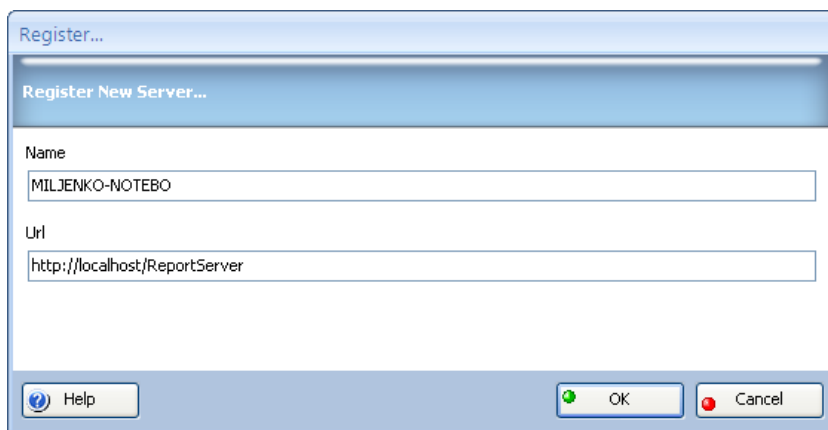 Register...
Register New Server...
Name
MILJENKO-NOTEBO
Url
http://localhost/ReportServer
Help
OK
Cancel